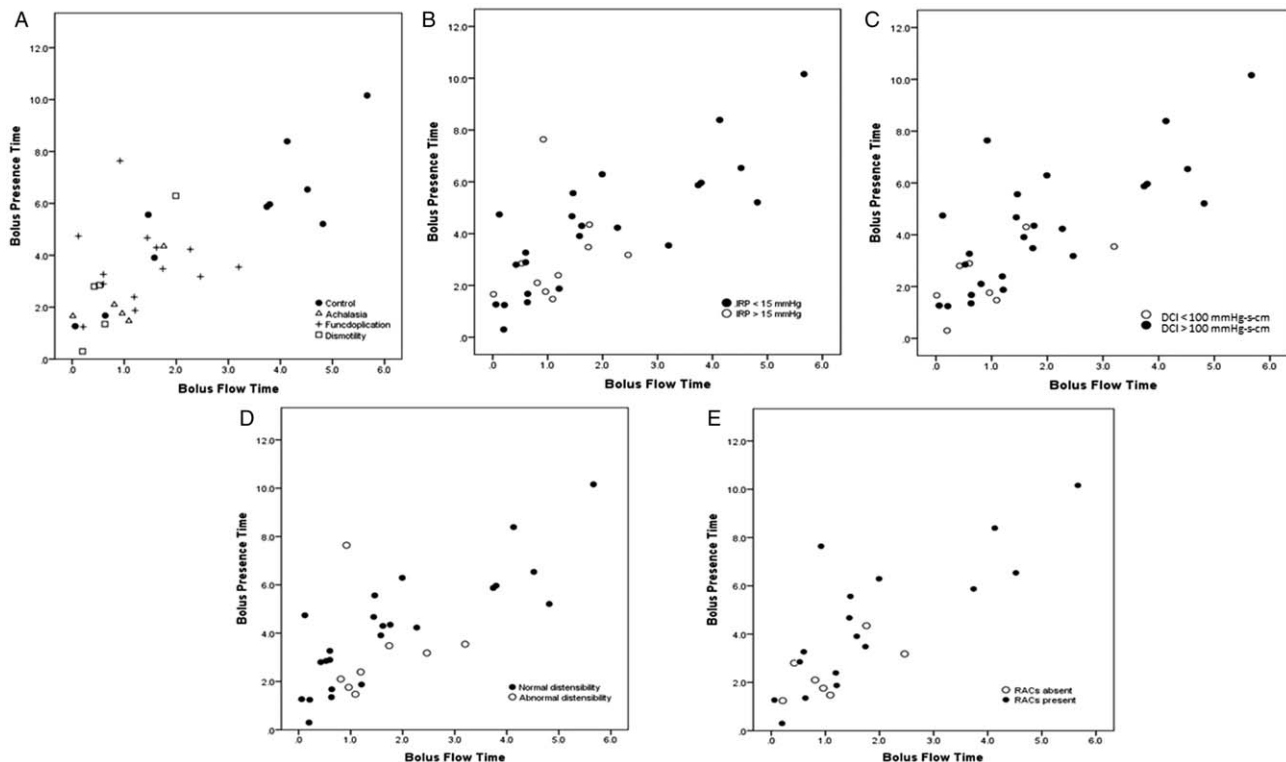 A
12.0
10.0
8.0
6.0
4.0
2.0
.0
Bolus Presence Time
Control
Achalasia
Funcdoplication
Dismotility
.0 1.0 2.0 3.0 4.0 5.0 6.0
Bolus Flow Time
B
12.0
10.0
8.0
6.0
4.0
2.0
.0
Bolus Presence Time
IRP < 15 mmHg
IRP > 15 mmHg
.0 1.0 2.0 3.0 4.0 5.0 6.0
Bolus Flow Time
C
12.0
10.0
8.0
6.0
4.0
2.0
.0
Bolus Presence Time
DCI < 100 mmHg-s-cm
DCI > 100 mmHg-s-cm
.0 1.0 2.0 3.0 4.0 5.0 6.0
Bolus Flow Time
D
12.0
10.0
8.0
6.0
4.0
2.0
.0
Bolus Presence Time
Normal distensibility
Abnormal distensibility
.0 1.0 2.0 3.0 4.0 5.0 6.0
Bolus Flow Time
E
12.0
10.0
8.0
6.0
4.0
2.0
.0
Bolus Presence Time
RACs absent
RACs present
.0 1.0 2.0 3.0 4.0 5.0 6.0
Bolus Flow Time